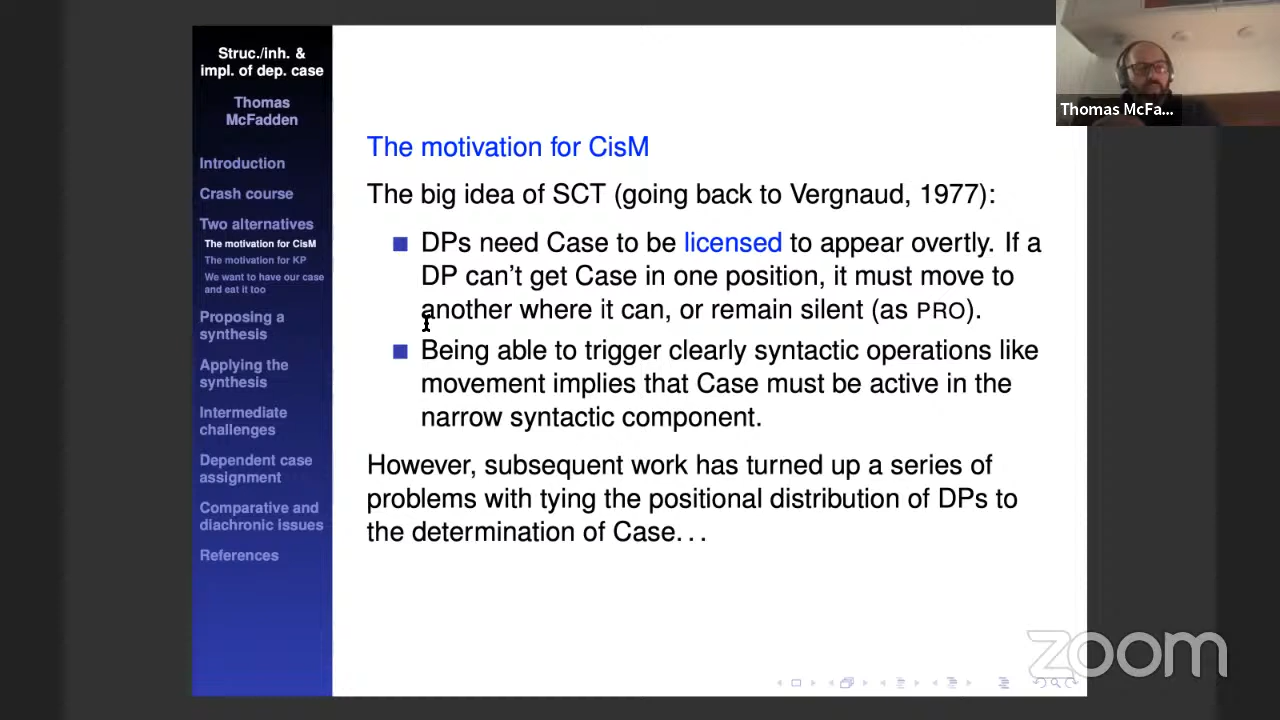 Struc./inh. &
impl. of dep. case
Thomas
McFadden
Introduction
Crash course
Two alternatives
The motivation for CisM
The motivation for KP
We want to have our case
and eat it too
Proposing a
synthesis
Applying the
synthesis
Intermediate
challenges
Dependent case
assignment
Comparative and
diachronic issues
References
The motivation for CisM
The big idea of SCT (going back to Vergnaud, 1977):
DPs need Case to be licensed to appear overtly. If a
DP can't get Case in one position, it must move to
another where it can, or remain silent (as PRO).
Being able to trigger clearly syntactic operations like
movement implies that Case must be active in the
narrow syntactic component.
However, subsequent work has turned up a series of
problems with tying the positional distribution of DPs to
the determination of Case...
Thomas McFa...
zoom